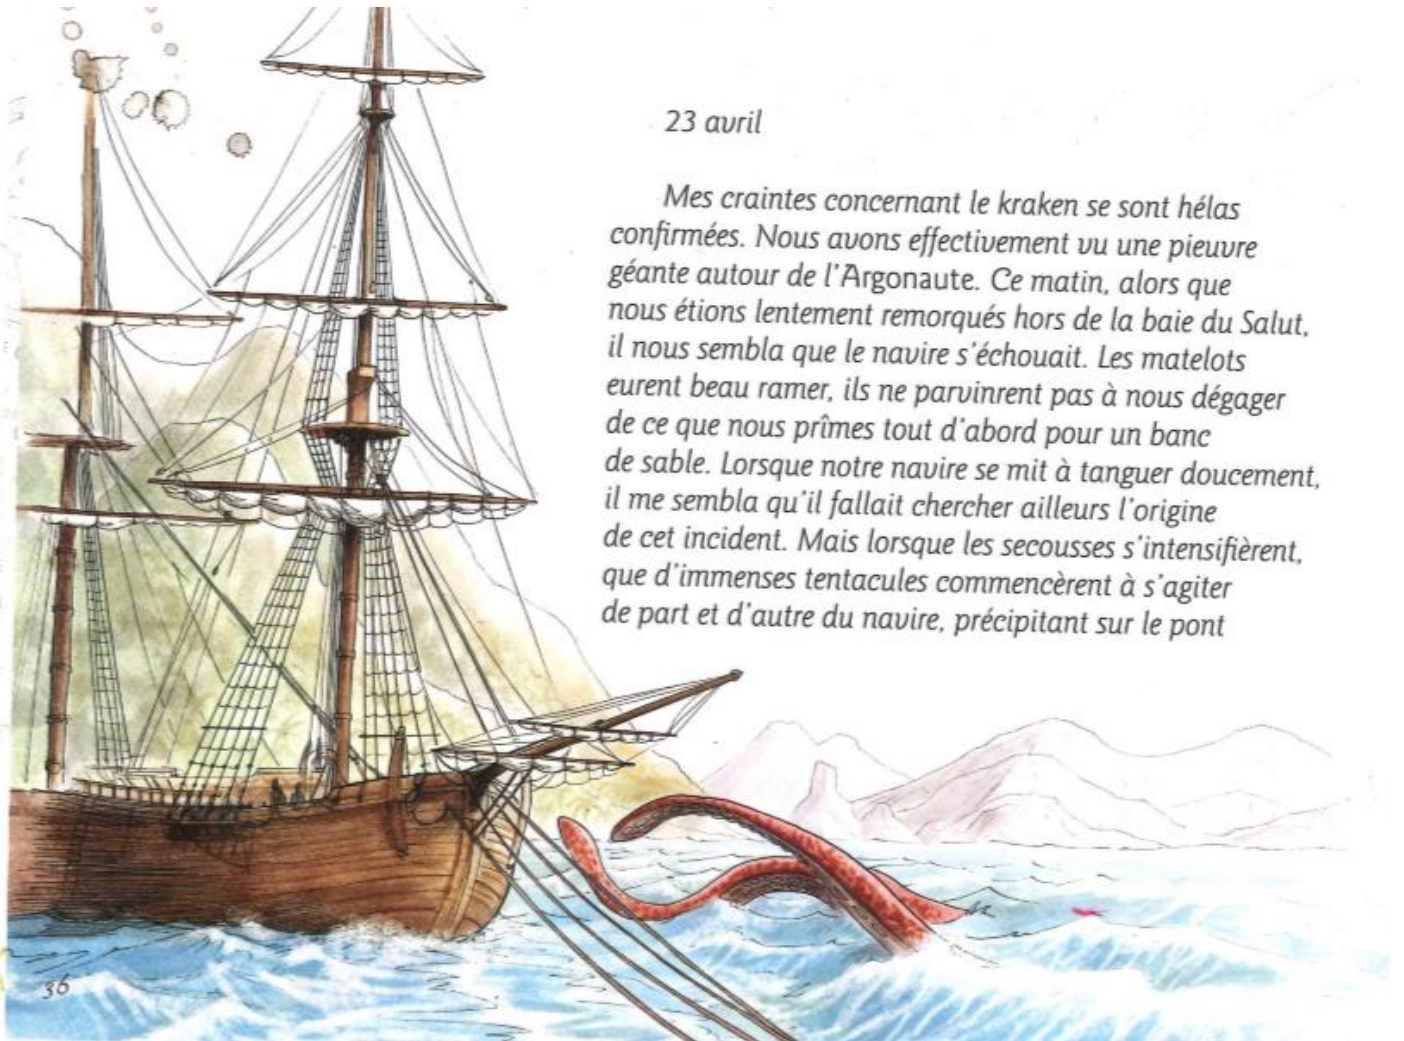 23 avril
Mes craintes concernant le kraken se sont hélas
confirmées. Nous avons effectivement vu une pieuvre
géante autour de l'Argonaute. Ce matin, alors que
nous étions lentement remorqués hors de la baie du Salut,
il nous sembla que le navire s'échouait. Les matelots
eurent beau ramer, ils ne parvinrent pas à nous dégager
de ce que nous prîmes tout d'abord pour un banc
de sable. Lorsque notre navire se mit à tanguer doucement,
il me sembla qu'il fallait chercher ailleurs l'origine
de cet incident. Mais lorsque les secousses s'intensifièrent,
que d'immenses tentacules commencèrent à s'agiter
de part et d'autre du navire, précipitant sur le pont
36